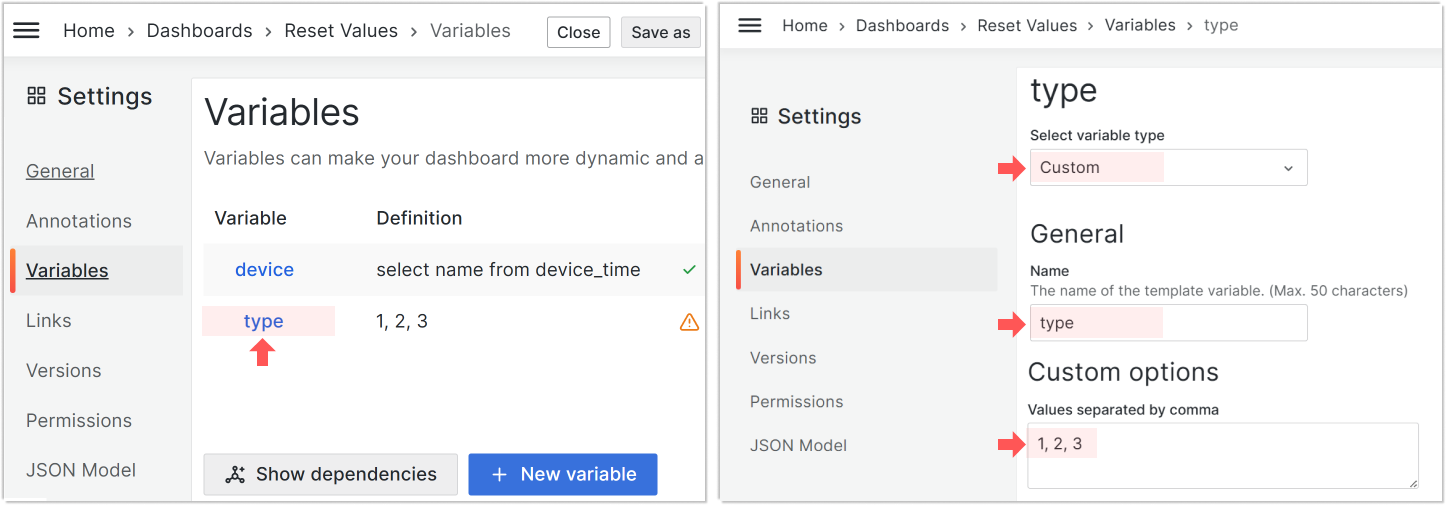 Home › Dashboards › Reset Values › Variables Close Save as
Settings
General
Annotations
Variables
Links
Versions
Permissions
JSON Model
Variables
Variables can make your dashboard more dynamic and a
Variable Definition
device select name from device_time
type 1, 2, 3
Show dependencies + New variable
Home › Dashboards › Reset Values › Variables › type
Settings
General
Annotations
Variables
Links
Versions
Permissions
JSON Model
type
Select variable type
Custom
General
Name
The name of the template variable. (Max. 50 characters)
type
Custom options
Values separated by comma
1, 2, 3